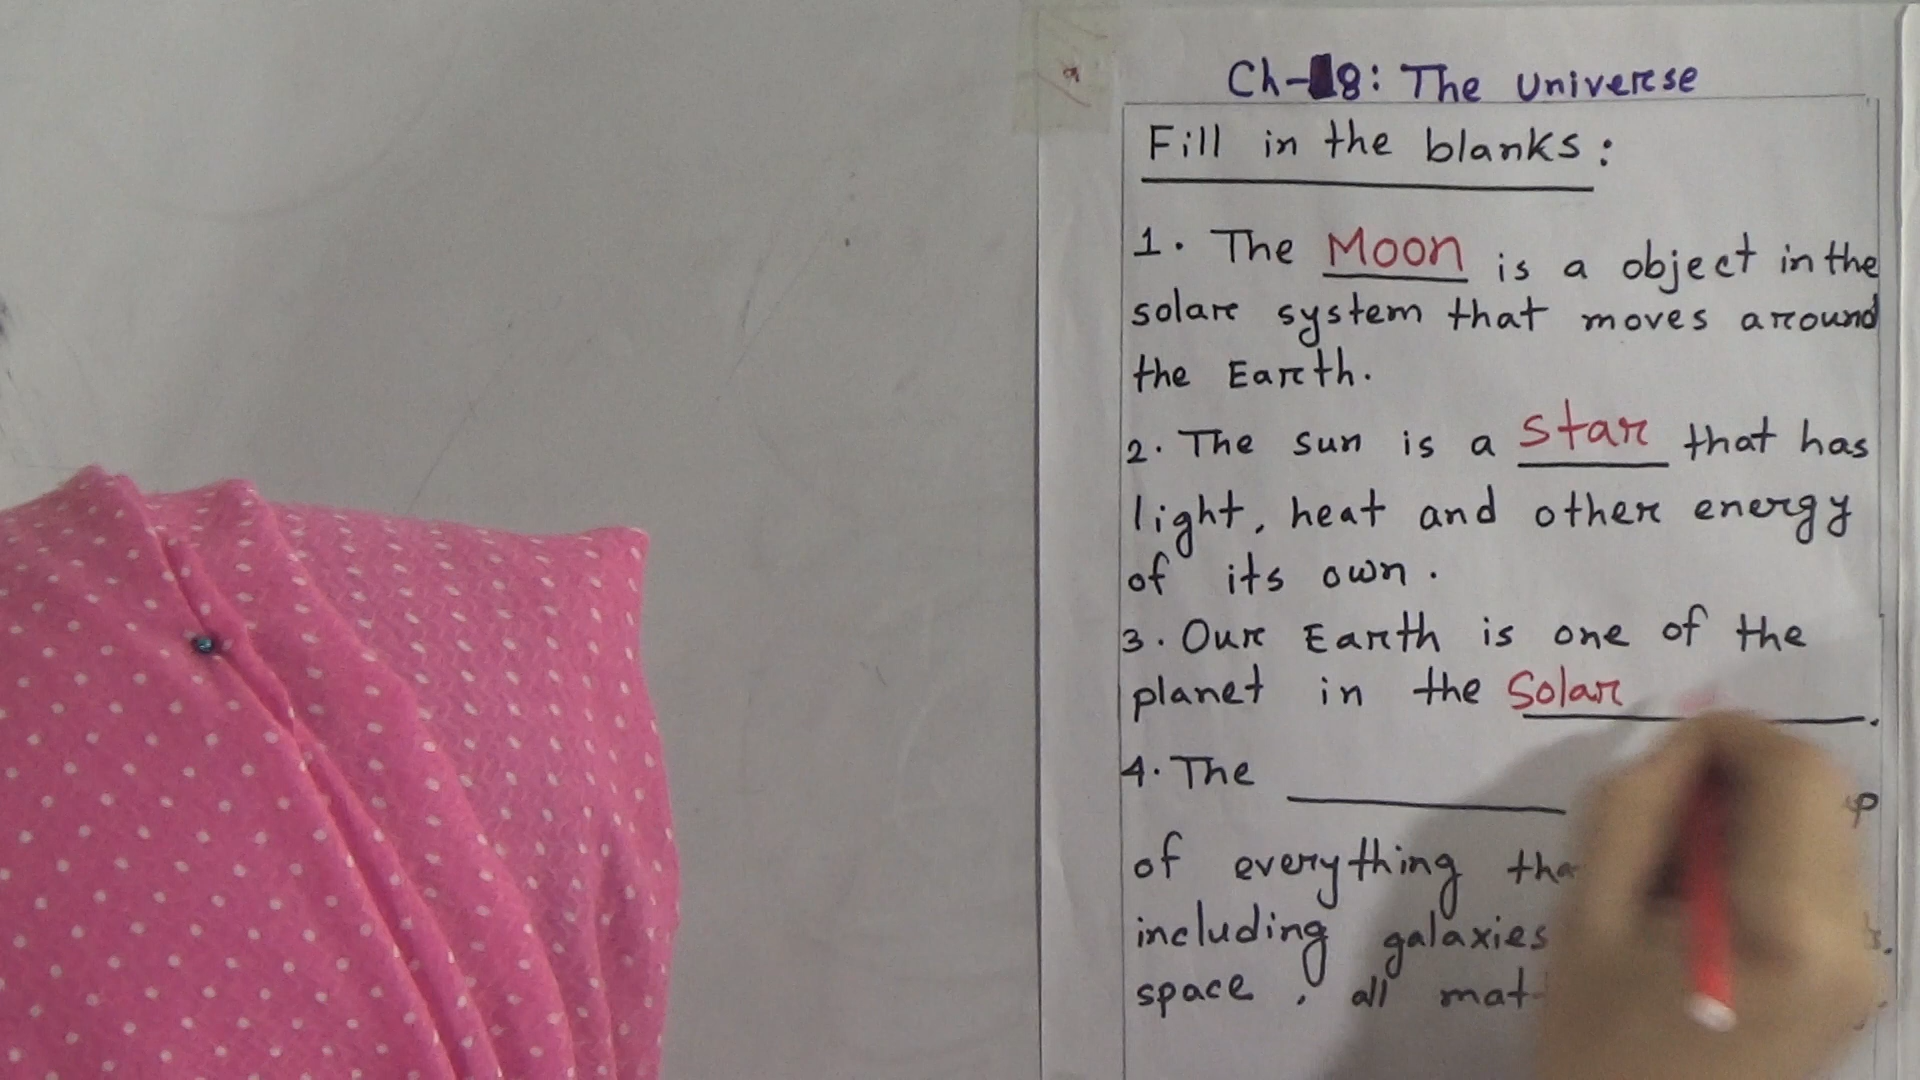 Ch-8: The Universe
Fill in the blanks:
1. The Moon is a object in the
solar system that moves around
the Earth.
2. The sun is a star that has
light, heat and other energy
of its own.
3. Our Earth is one of the
planet in the Solar
4. The
of everything
including galaxies
space, all